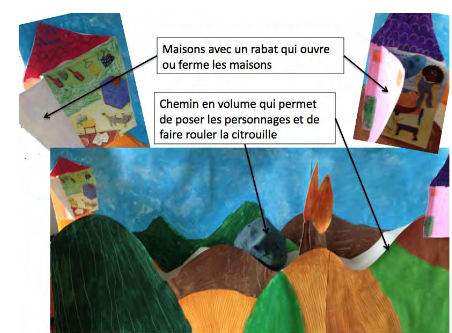 Maisons avec un rabat qui ouvre
ou ferme les maisons
Chemin en volume qui permet
de poser les personnages et de
faire rouler la citrouille